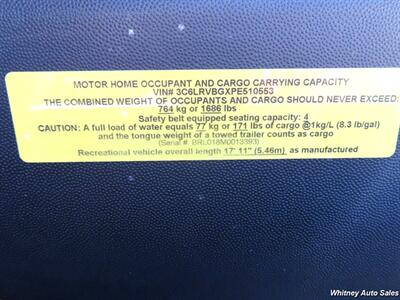 MOTOR HOME OCCUPANT AND CARGO CARRYING CAPACITY
VIN# 3C6LRVBGXPE510553
THE COMBINED WEIGHT OF OCCUPANTS AND CARGO SHOULD NEVER EXCEED:
764 kg or 1686 lbs
Safety belt equipped seating capacity: 4
CAUTION: A full load of water equals 77 kg or 171 lbs of cargo @1kg/L (8.3 lb/gal)
and the tongue weight of a towed trailer counts as cargo
(Serial #: BRL018M0013393)
Recreational vehicle overall length 17' 11" (5.46m) as manufactured
Whitney Auto Sales